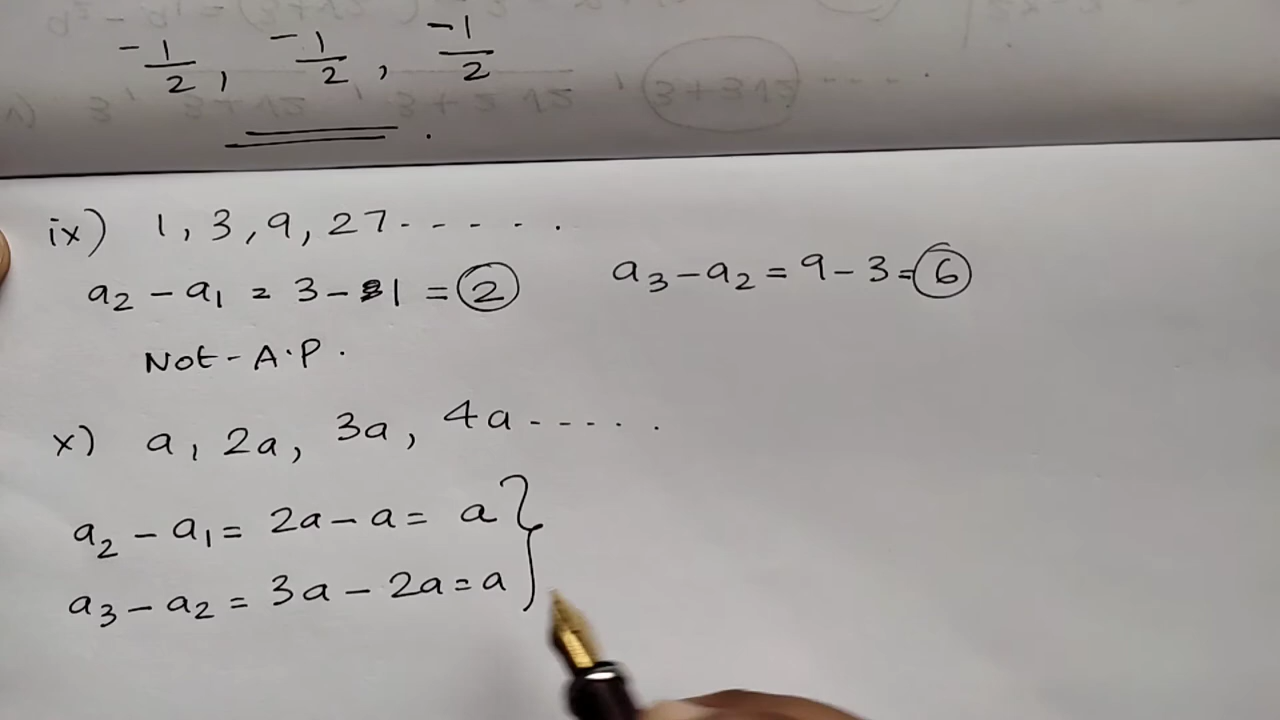 -1/2, -1/2, -1/2
ix) 1, 3, 9, 27- - - - - .
a2 - a1 = 3 - 1 = 2
a3 - a2 = 9 - 3 = 6
Not - A.P.
x) a, 2a, 3a, 4a - - - - - .
a2 - a1 = 2a - a = a }
a3 - a2 = 3a - 2a = a